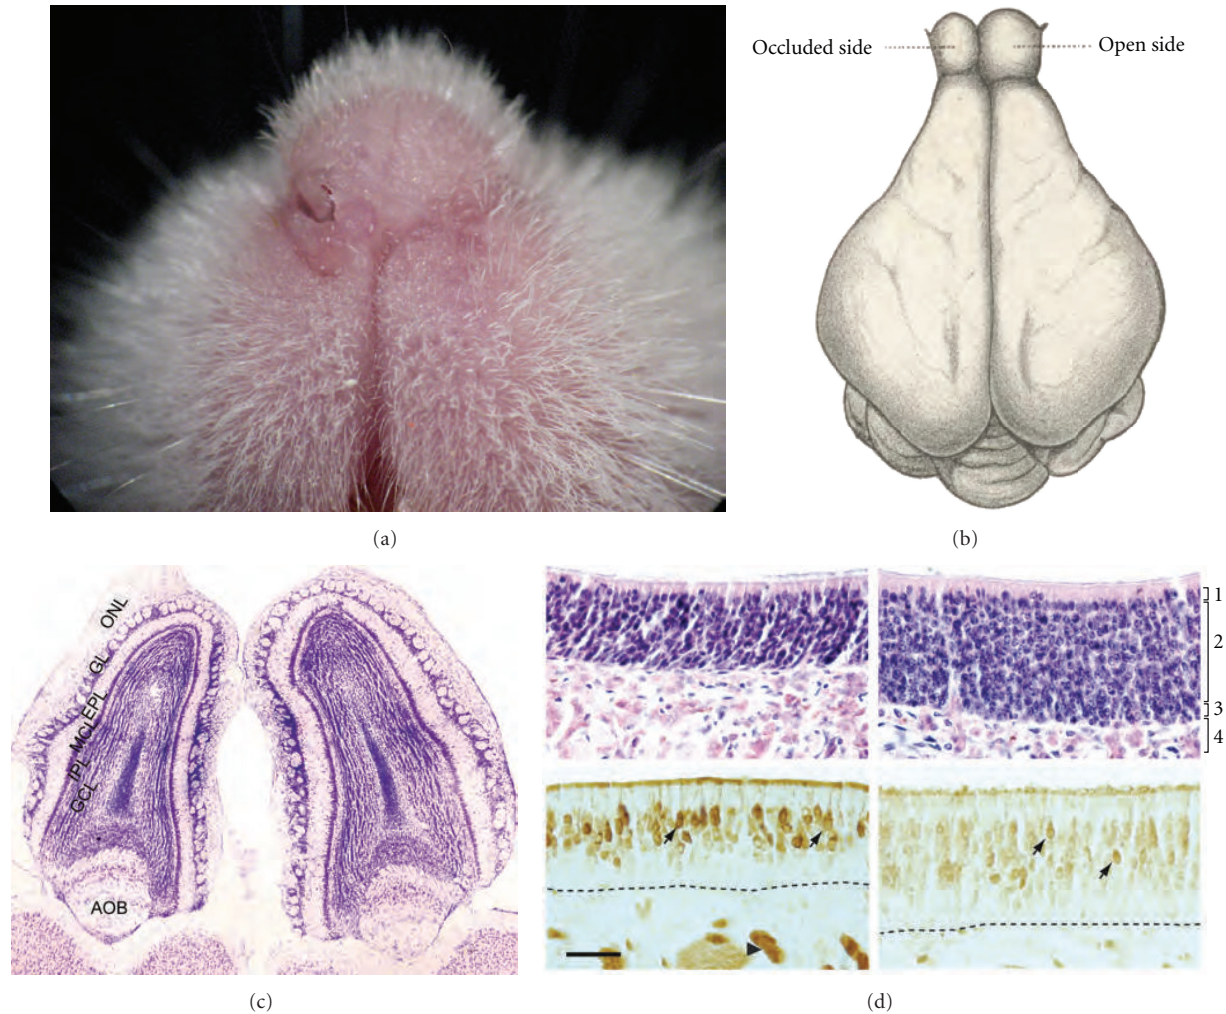 Occluded side
Open side
(a)
(b)
ONL
GL
EPL
MCL
IPL
GCL
AOB
(c)
1
2
3
4
(d)